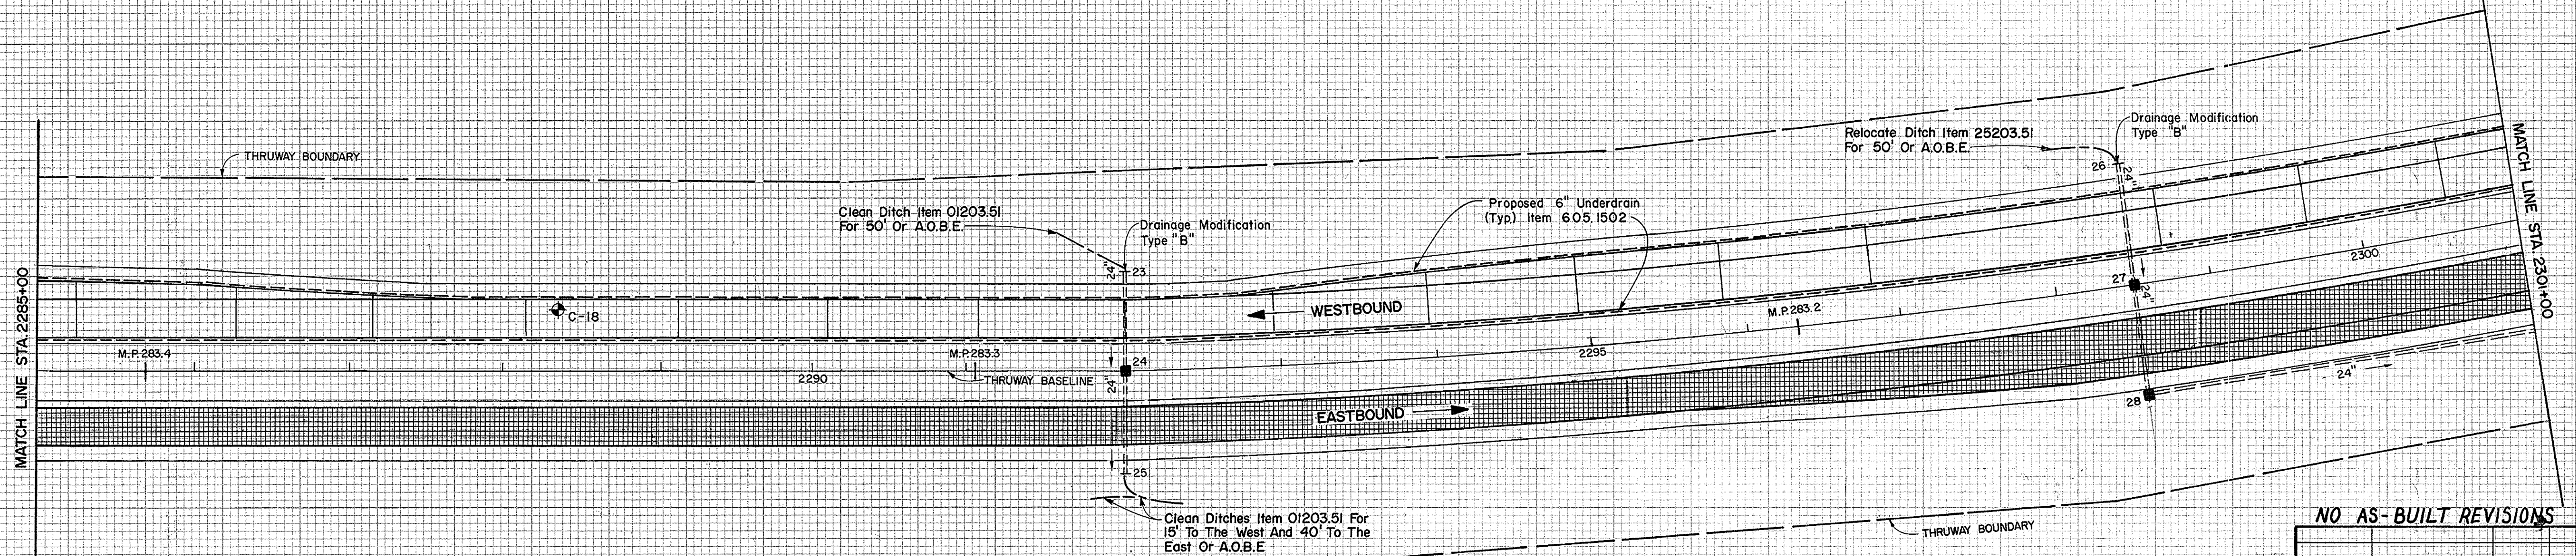 MATCH LINE STA. 2285+00
THRUWAY BOUNDARY
C-18
M.P. 283.4
2290
M.P. 283.3
THRUWAY BASELINE
Clean Ditch Item 01203.51
For 50' Or A.O.B.E.
Drainage Modification
Type "B"
24"
23
24
24"
25
Clean Ditches Item 01203.51 For
15' To The West And 40' To The
East Or A.O.B.E
WESTBOUND
EASTBOUND
Proposed 6" Underdrain
(Typ.) Item 605.1502
2295
M.P. 283.2
Relocate Ditch Item 25203.51
For 50' Or A.O.B.E.
Drainage Modification
Type "B"
26
24"
27
24"
28
24"
2300
THRUWAY BOUNDARY
MATCH LINE STA. 2301+00
NO AS-BUILT REVISIONS